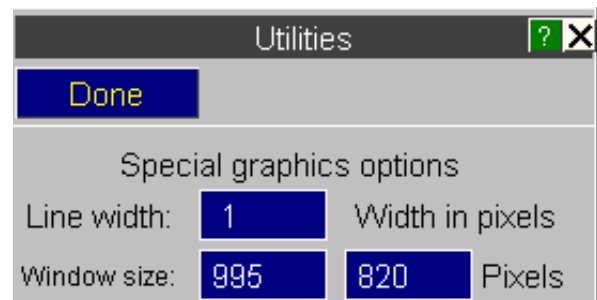 Utilities ? X
Done
Special graphics options
Line width: 1 Width in pixels
Window size: 995 820 Pixels